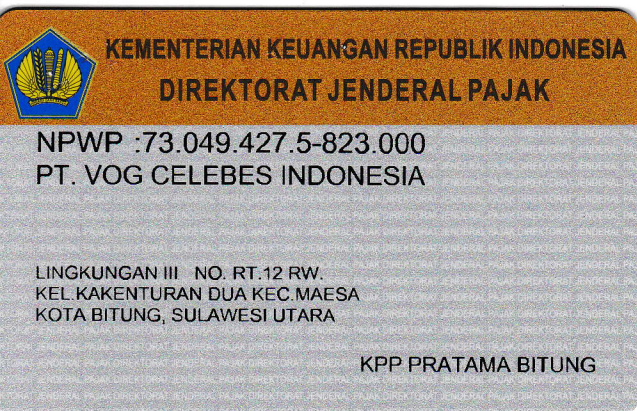 KEMENTERIAN KEUANGAN REPUBLIK INDONESIA
DIREKTORAT JENDERAL PAJAK
NPWP :73.049.427.5-823.000
PT. VOG CELEBES INDONESIA
LINGKUNGAN III NO. RT.12 RW.
KEL.KAKENTURAN DUA KEC.MAESA
KOTA BITUNG, SULAWESI UTARA
KPP PRATAMA BITUNG